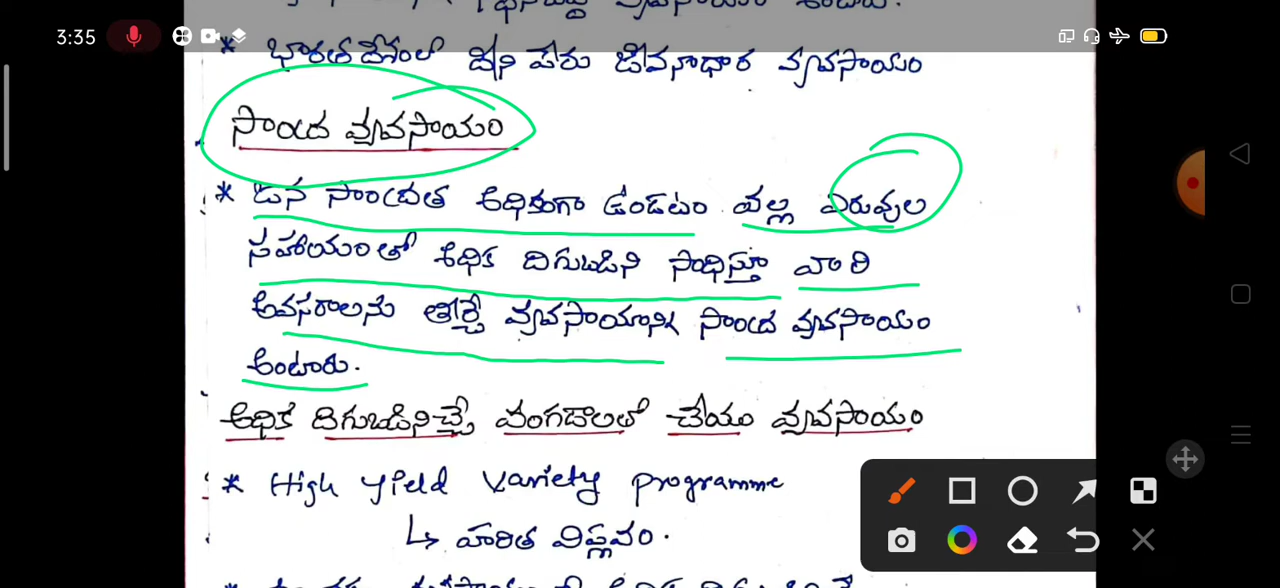 3:35
వ్యవసాయం అంటారు.
* భారతదేశంలో దీని పేరు జీవనాధార వ్యవసాయం
సాంద్ర వ్యవసాయం
* జన సాంద్రత అధికంగా ఉండటం వల్ల ఎరువుల
సహాయంతో అధిక దిగుబడిని సాధిస్తూ వారి
అవసరాలను తీర్చే వ్యవసాయాన్ని సాంద్ర వ్యవసాయం
అంటారు.
అధిక దిగుబడినిచ్చే వంగడాలతో చేయు వ్యవసాయం
* High yield variety programme
↳ హరిత విప్లవం.